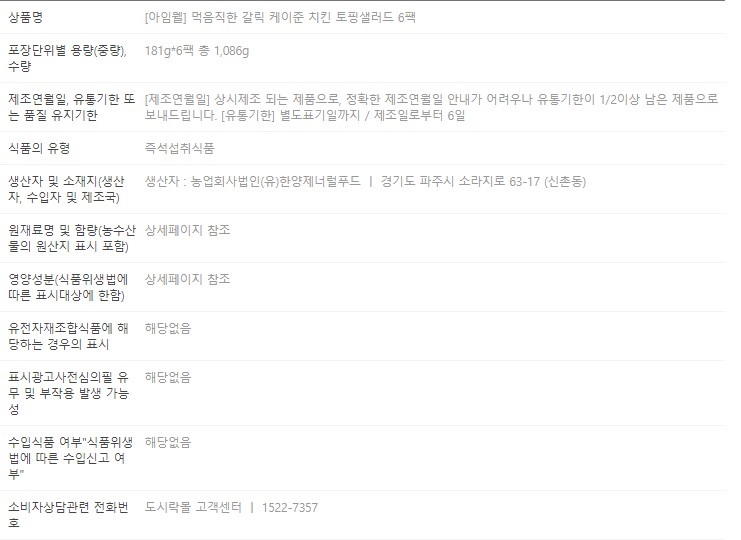 상품명
[아임웰] 먹음직한 갈릭 케이준 치킨 토핑샐러드 6팩
포장단위별 용량(중량),
수량
181g*6팩 총 1,086g
제조연월일, 유통기한 또
는 품질 유지기한
[제조연월일] 상시제조 되는 제품으로, 정확한 제조연월일 안내가 어려우나 유통기한이 1/2이상 남은 제품으로
보내드립니다. [유통기한] 별도표기일까지 / 제조일로부터 6일
식품의 유형
즉석섭취식품
생산자 및 소재지(생산
자, 수입자 및 제조국)
생산자 : 농업회사법인(유)한양제너럴푸드 ㅣ 경기도 파주시 소라지로 63-17 (신촌동)
원재료명 및 함량(농수산
물의 원산지 표시 포함)
상세페이지 참조
영양성분(식품위생법에
따른 표시대상에 한함)
상세페이지 참조
유전자재조합식품에 해
당하는 경우의 표시
해당없음
표시광고사전심의필 유
무 및 부작용 발생 가능
성
해당없음
수입식품 여부"식품위생
법에 따른 수입신고 여
부"
해당없음
소비자상담관련 전화번
호
도시락몰 고객센터 ㅣ 1522-7357